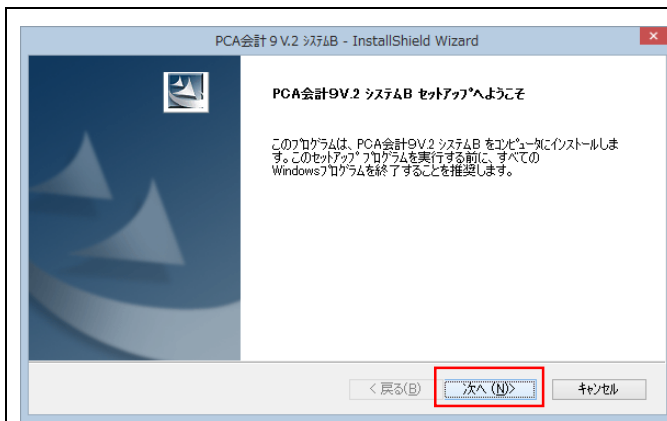 PCA会計９V.2 ｼｽﾃﾑB - InstallShield Wizard
PCA会計9V.2 ｼｽﾃﾑB ｾｯﾄｱｯﾌﾟへようこそ
このﾌﾟﾛｸﾞﾗﾑは、PCA会計9V.2 ｼｽﾃﾑB をｺﾝﾋﾟｭｰﾀにｲﾝｽﾄｰﾙしま
す。このｾｯﾄｱｯﾌﾟ ﾌﾟﾛｸﾞﾗﾑを実行する前に、すべての
Windowsﾌﾟﾛｸﾞﾗﾑを終了することを推奨します。
< 戻る(B)
次へ (N)>
ｷｬﾝｾﾙ